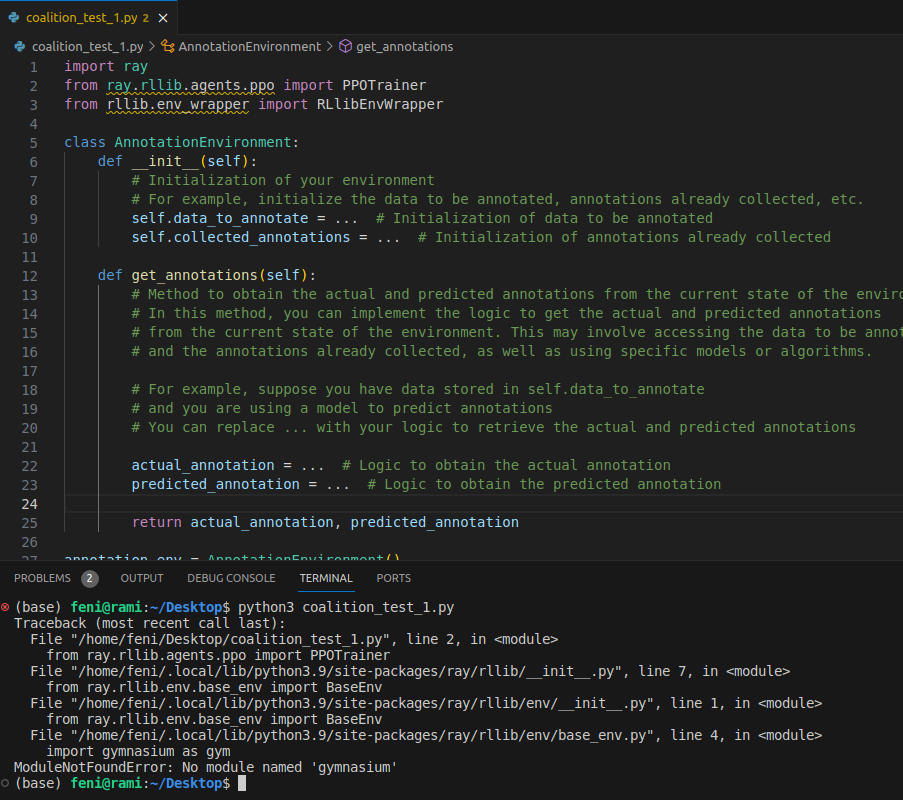 coalition_test_1.py 2
coalition_test_1.py > AnnotationEnvironment > get_annotations
1 import ray
2 from ray.rllib.agents.ppo import PPOTrainer
3 from rllib.env_wrapper import RLlibEnvWrapper
4
5 class AnnotationEnvironment:
6     def __init__(self):
7         # Initialization of your environment
8         # For example, initialize the data to be annotated, annotations already collected, etc.
9         self.data_to_annotate = ...  # Initialization of data to be annotated
10         self.collected_annotations = ...  # Initialization of annotations already collected
11
12     def get_annotations(self):
13         # Method to obtain the actual and predicted annotations from the current state of the enviro
14         # In this method, you can implement the logic to get the actual and predicted annotations
15         # from the current state of the environment. This may involve accessing the data to be annot
16         # and the annotations already collected, as well as using specific models or algorithms.
17
18         # For example, suppose you have data stored in self.data_to_annotate
19         # and you are using a model to predict annotations
20         # You can replace ... with your logic to retrieve the actual and predicted annotations
21
22         actual_annotation = ...  # Logic to obtain the actual annotation
23         predicted_annotation = ...  # Logic to obtain the predicted annotation
24
25         return actual_annotation, predicted_annotation
26
27 annotation_env = AnnotationEnvironment()
PROBLEMS 2 OUTPUT DEBUG CONSOLE TERMINAL PORTS
(base) feni@rami:~/Desktop$ python3 coalition_test_1.py
Traceback (most recent call last):
  File "/home/feni/Desktop/coalition_test_1.py", line 2, in <module>
    from ray.rllib.agents.ppo import PPOTrainer
  File "/home/feni/.local/lib/python3.9/site-packages/ray/rllib/__init__.py", line 7, in <module>
    from ray.rllib.env.base_env import BaseEnv
  File "/home/feni/.local/lib/python3.9/site-packages/ray/rllib/env/__init__.py", line 1, in <module>
    from ray.rllib.env.base_env import BaseEnv
  File "/home/feni/.local/lib/python3.9/site-packages/ray/rllib/env/base_env.py", line 4, in <module>
    import gymnasium as gym
ModuleNotFoundError: No module named 'gymnasium'
(base) feni@rami:~/Desktop$